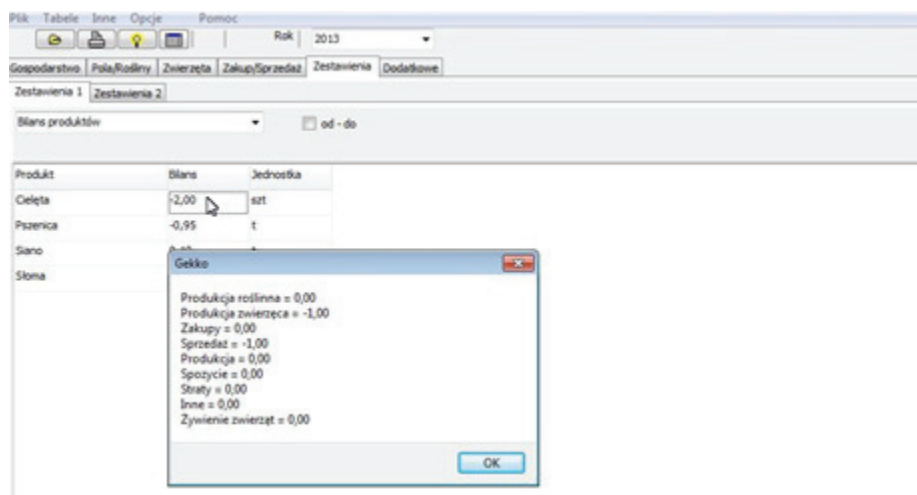 Plik Tabele Inne Opcje Pomoc
Rok 2013
Gospodarstwo Pola/Rośliny Zwierzęta Zakup/Sprzedaż Zestawienia Dodatkowe
Zestawienia 1 Zestawienia 2
Bilans produktów od - do
Produkt Bilans Jednostka
Cielęta -2,00 szt
Pszenica -0,95 t
Siano
Słoma
Gekko
Produkcja roślinna = 0,00
Produkcja zwierzęca = -1,00
Zakupy = 0,00
Sprzedaż = -1,00
Produkcja = 0,00
Spożycie = 0,00
Straty = 0,00
Inne = 0,00
Żywienie zwierząt = 0,00
OK